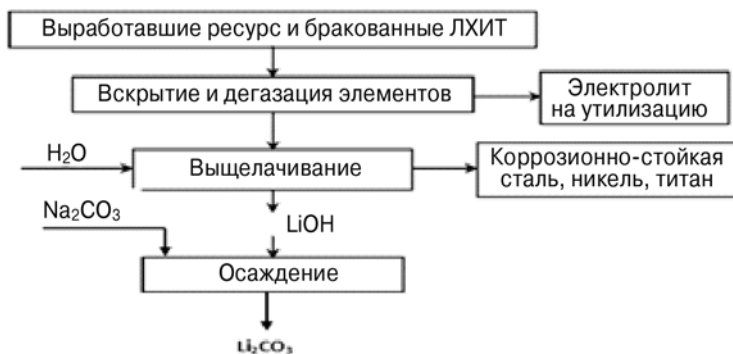 Выработавшие ресурс и бракованные ЛХИТ
Вскрытие и дегазация элементов
Электролит
на утилизацию
H₂O
Выщелачивание
Коррозионно-стойкая
сталь, никель, титан
Na₂CO₃
LiOH
Осаждение
Li₂CO₃